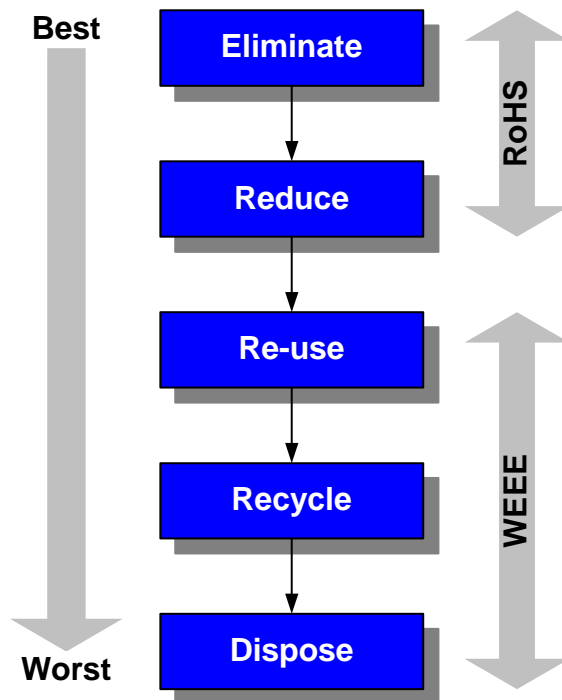 Best
Eliminate
RoHS
Reduce
Re-use
WEEE
Recycle
Dispose
Worst